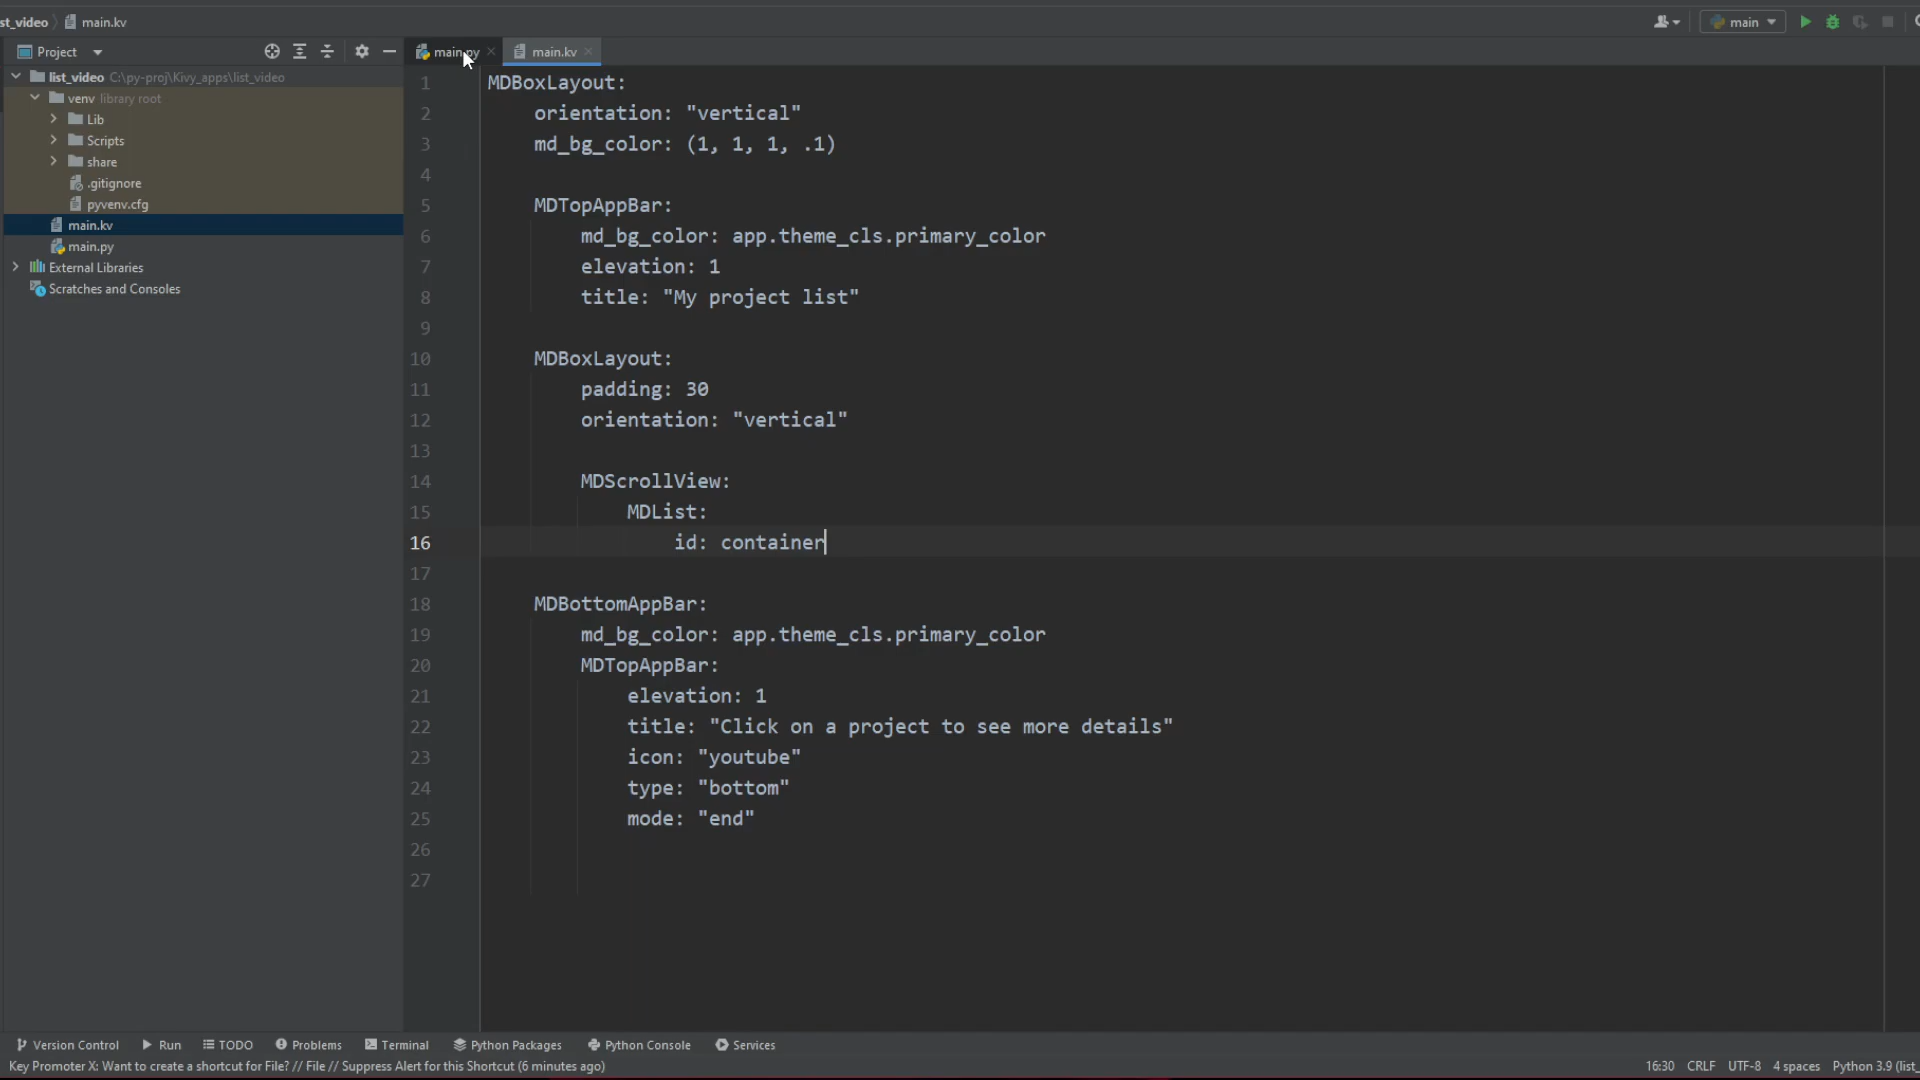 st_video  main.kv
main
Project
main.py
main.kv
list_video C:\py-proj\Kivy_apps\list_video
venv library root
Lib
Scripts
share
.gitignore
pyvenv.cfg
main.kv
main.py
External Libraries
Scratches and Consoles
1 MDBoxLayout:
2     orientation: "vertical"
3     md_bg_color: (1, 1, 1, .1)
4
5     MDTopAppBar:
6         md_bg_color: app.theme_cls.primary_color
7         elevation: 1
8         title: "My project list"
9
10     MDBoxLayout:
11         padding: 30
12         orientation: "vertical"
13
14         MDScrollView:
15             MDList:
16                 id: container
17
18     MDBottomAppBar:
19         md_bg_color: app.theme_cls.primary_color
20         MDTopAppBar:
21             elevation: 1
22             title: "Click on a project to see more details"
23             icon: "youtube"
24             type: "bottom"
25             mode: "end"
26
27
Version Control  Run  TODO  Problems  Terminal  Python Packages  Python Console  Services
Key Promoter X: Want to create a shortcut for File? // File // Suppress Alert for this Shortcut (6 minutes ago)  16:30  CRLF  UTF-8  4 spaces  Python 3.9 (list_